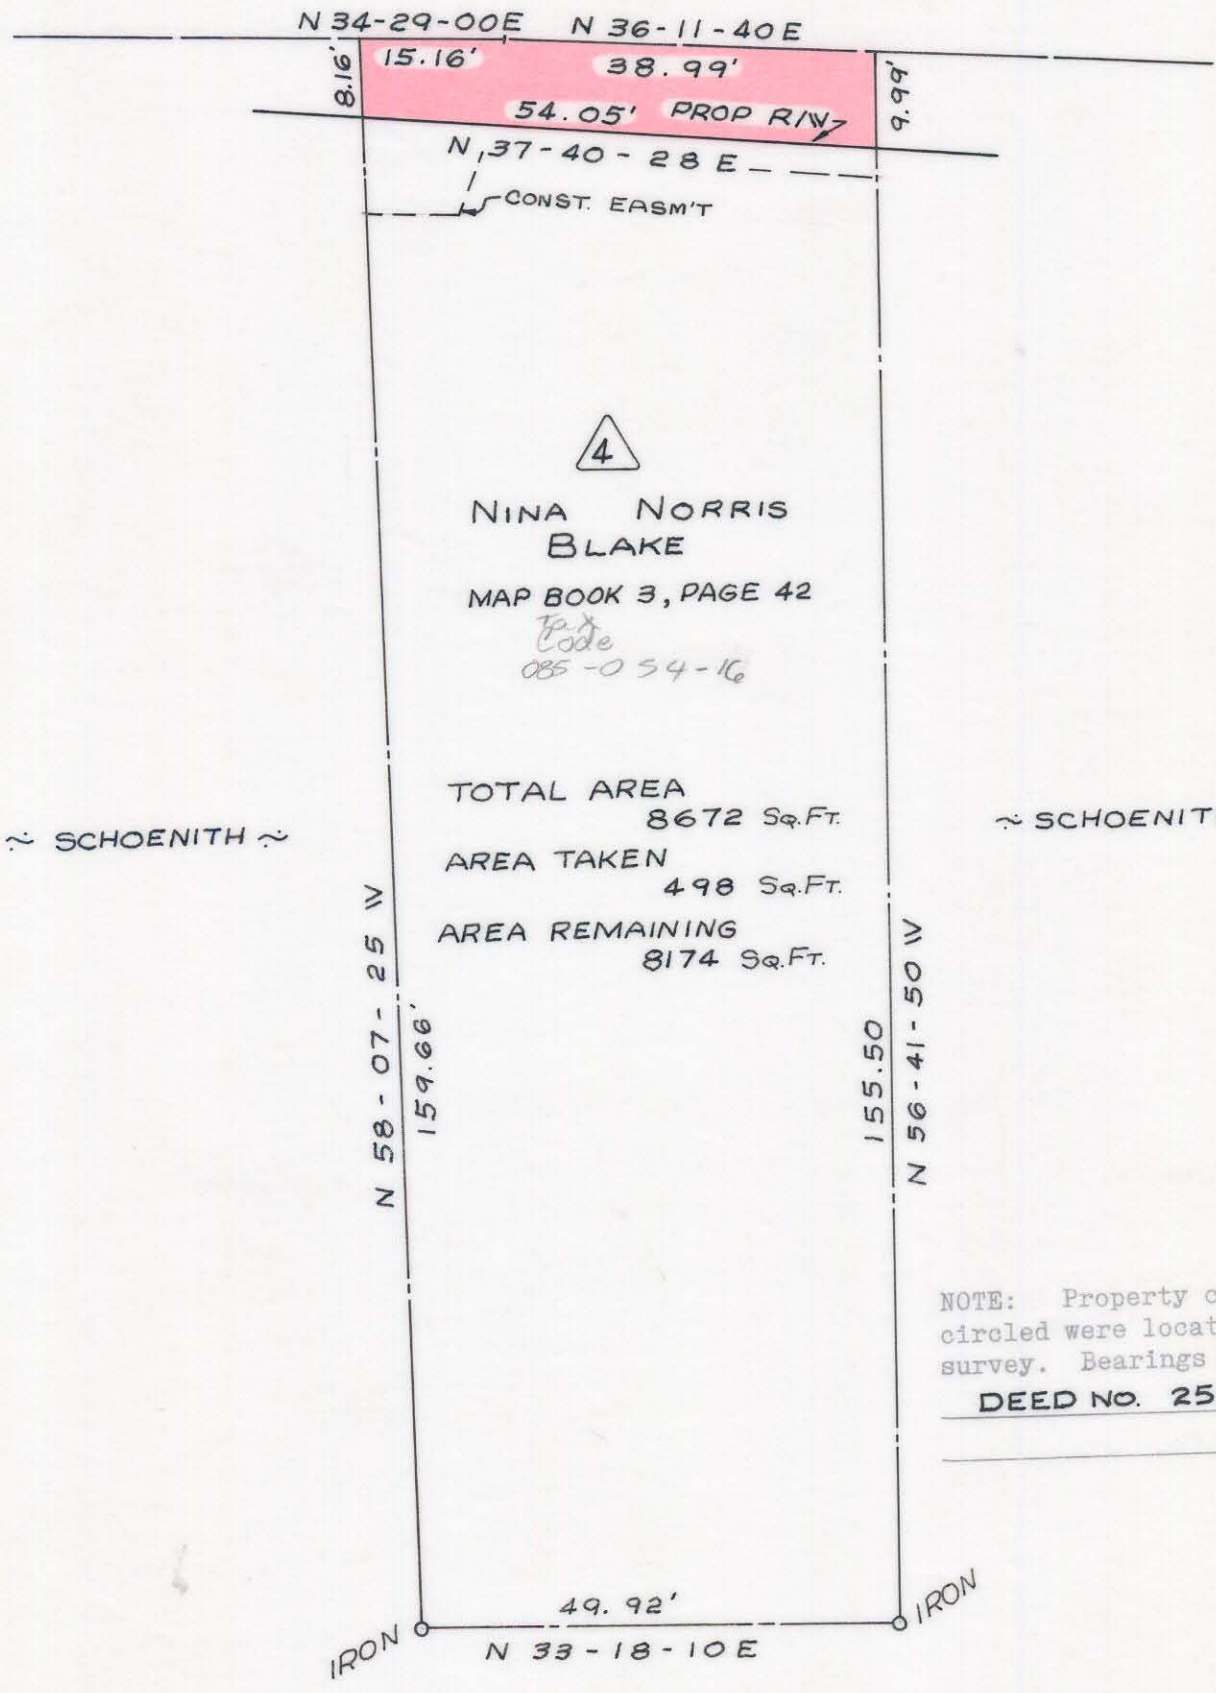 N 34-29-00E N 36-11-40 E
8.16' 15.16' 38.99' 9.99'
54.05' PROP R/W
N 37-40-28 E
CONST. EASM'T
4
NINA NORRIS
BLAKE
MAP BOOK 3, PAGE 42
Tax
Code
085-054-16
TOTAL AREA
8672 SQ.FT.
~ SCHOENITH ~
~ SCHOENIT
AREA TAKEN
498 SQ.FT.
AREA REMAINING
8174 SQ.FT.
N 58-07-25 W
159.66'
155.50
N 56-41-50 W
NOTE: Property c
circled were locat
survey. Bearings
DEED NO. 25
49.92'
IRON
IRON
N 33-18-10 E